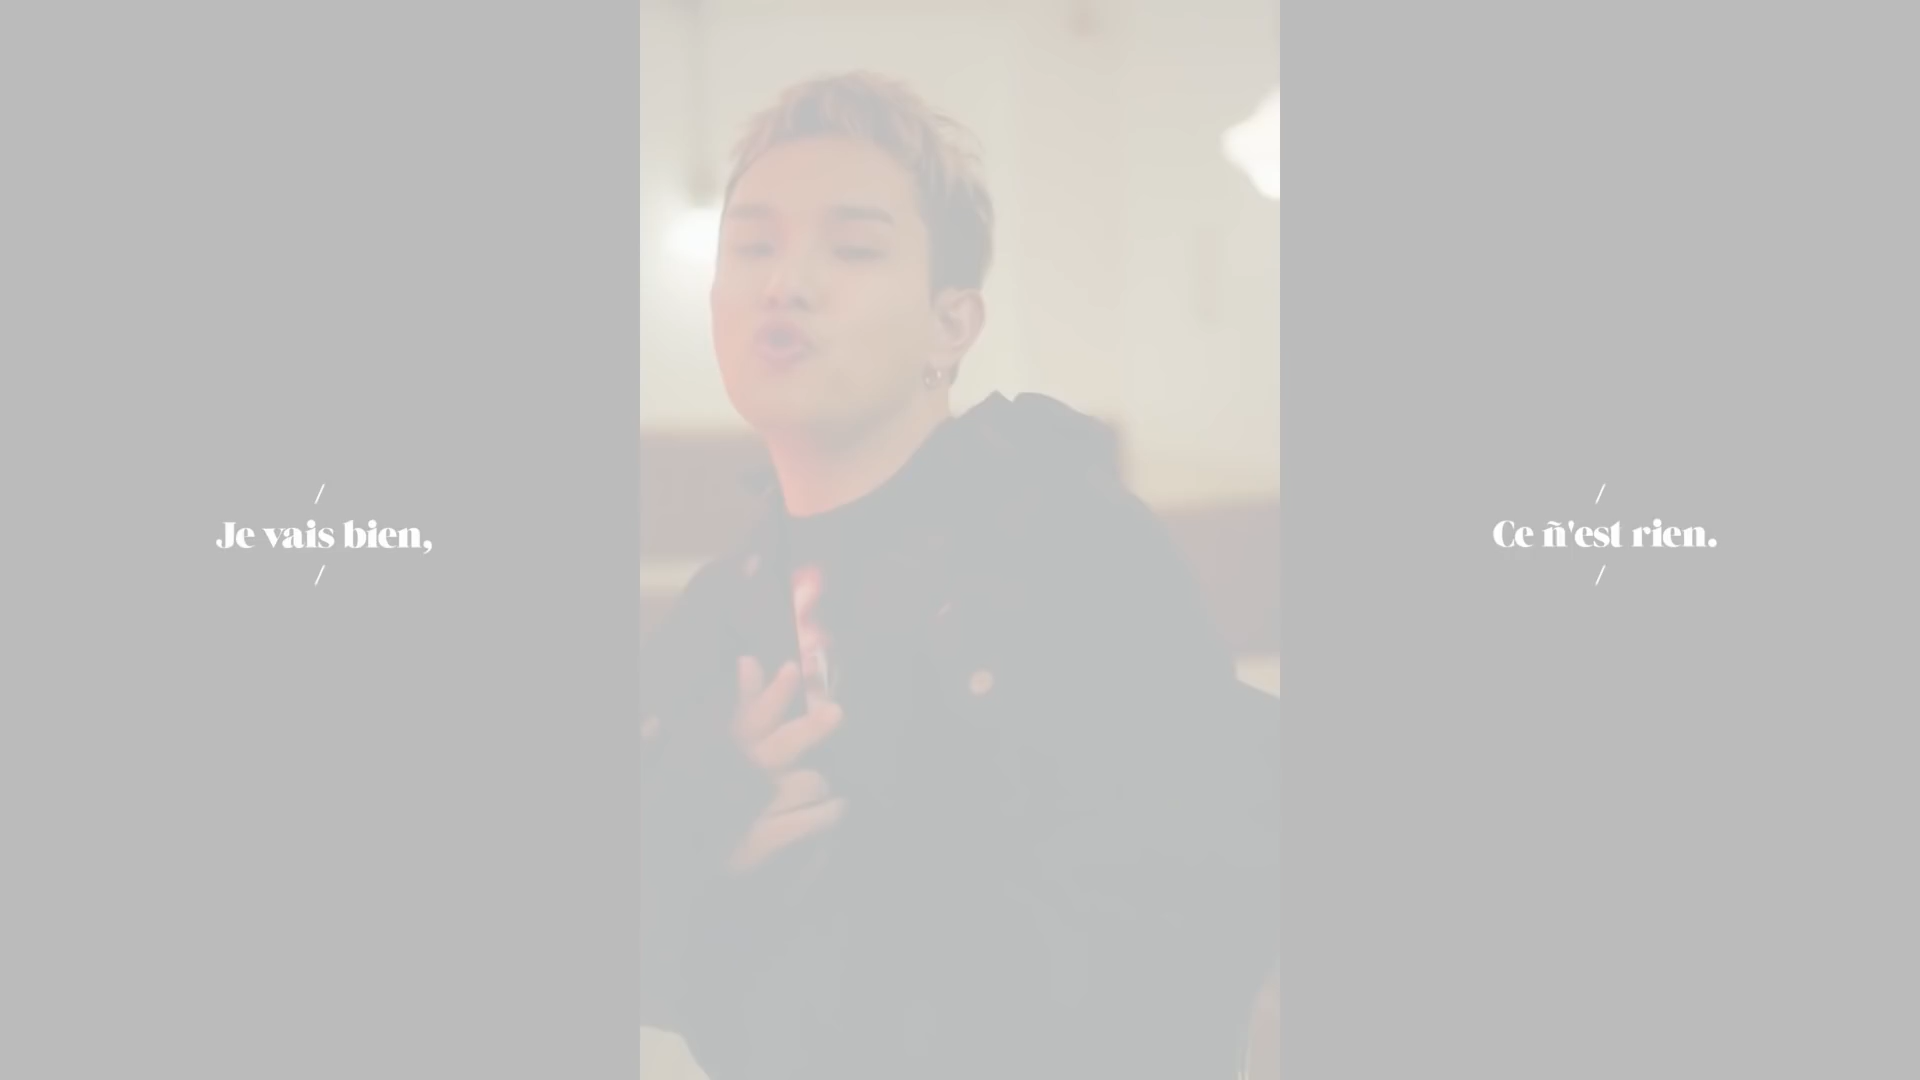 /
Je vais bien,
/
/
Ce ñ'est rien.
/